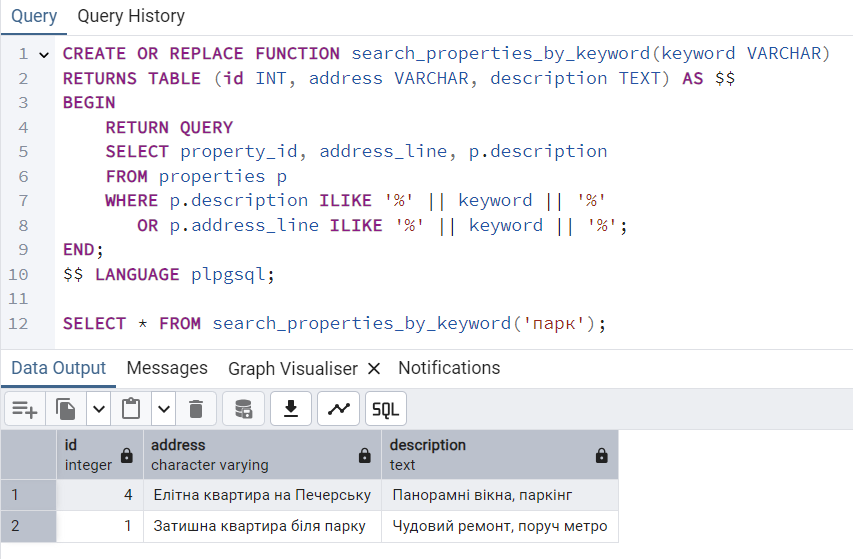 Query Query History
1 CREATE OR REPLACE FUNCTION search_properties_by_keyword(keyword VARCHAR)
2 RETURNS TABLE (id INT, address VARCHAR, description TEXT) AS $$
3 BEGIN
4     RETURN QUERY
5     SELECT property_id, address_line, p.description
6     FROM properties p
7     WHERE p.description ILIKE '%' || keyword || '%'
8        OR p.address_line ILIKE '%' || keyword || '%';
9 END;
10 $$ LANGUAGE plpgsql;
11
12 SELECT * FROM search_properties_by_keyword('парк');
Data Output Messages Graph Visualiser Notifications
SQL
id address description
integer character varying text
1 4 Елітна квартира на Печерську Панорамні вікна, паркінг
2 1 Затишна квартира біля парку Чудовий ремонт, поруч метро